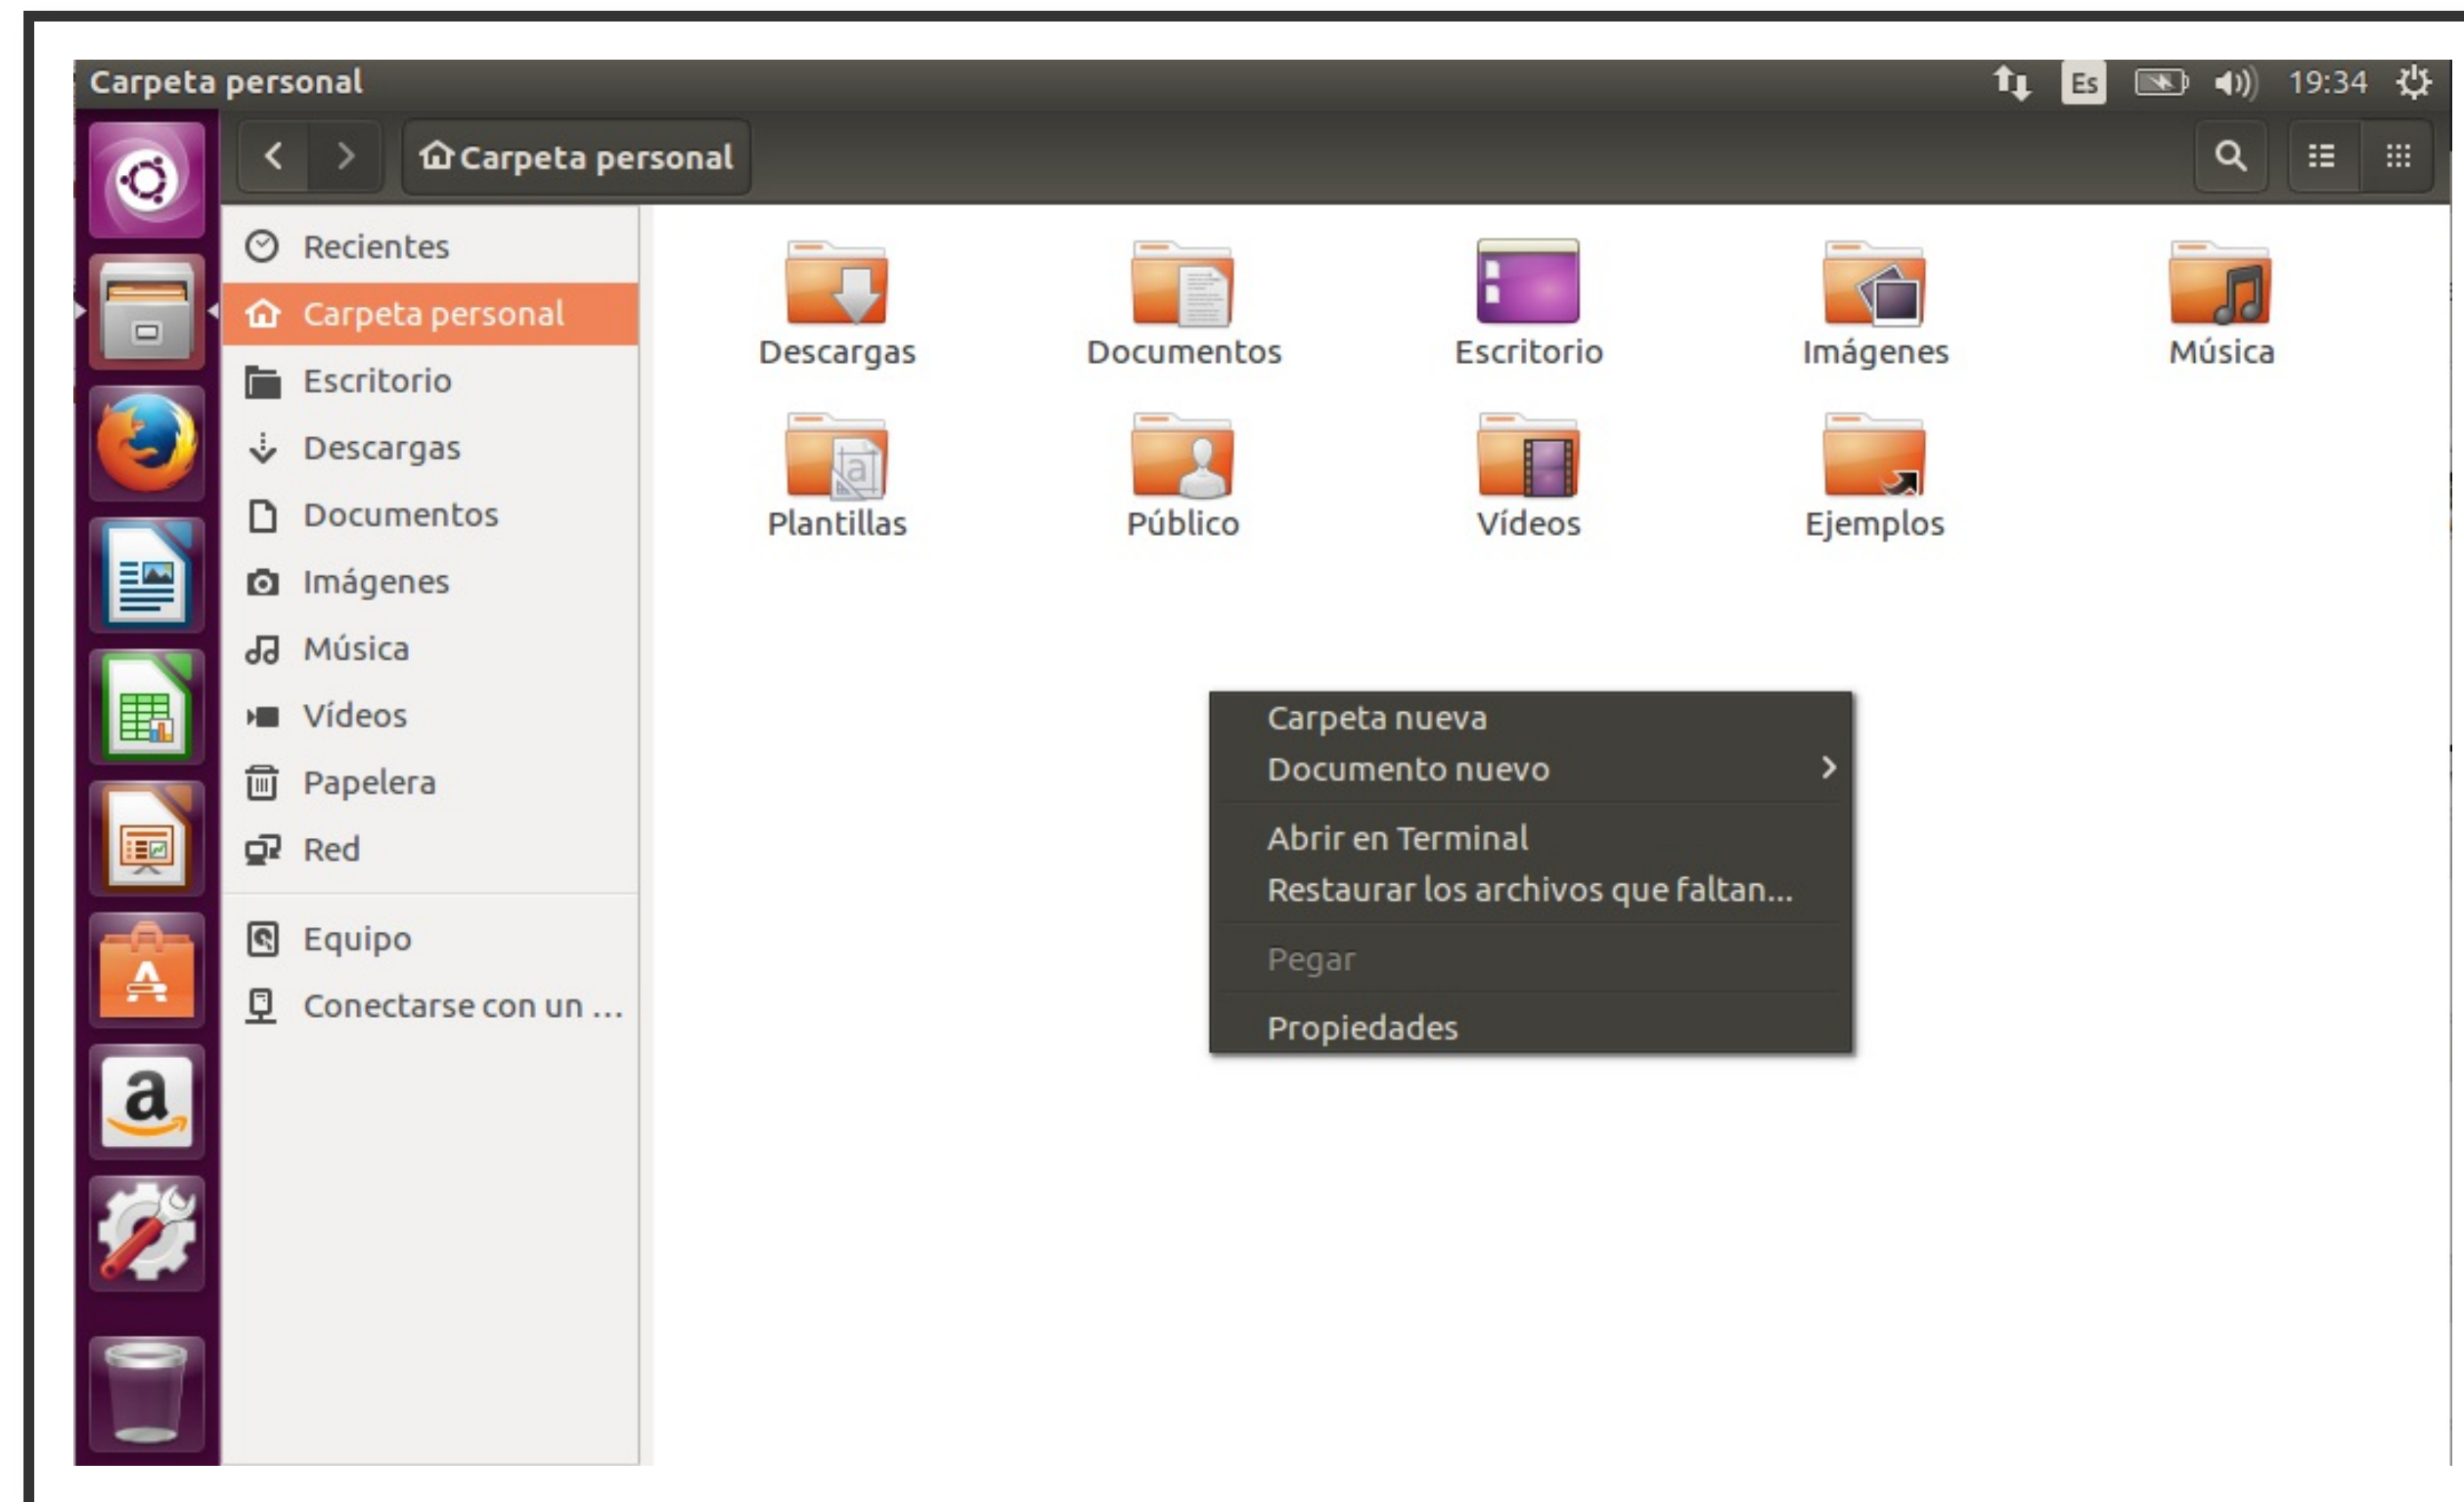 Carpeta personal
Es 19:34
Carpeta personal
Recientes
Carpeta personal
Escritorio
Descargas
Documentos
Imágenes
Música
Vídeos
Papelera
Red
Equipo
Conectarse con un ...
Descargas Documentos Escritorio Imágenes Música
Plantillas Público Vídeos Ejemplos
Carpeta nueva
Documento nuevo
Abrir en Terminal
Restaurar los archivos que faltan...
Pegar
Propiedades